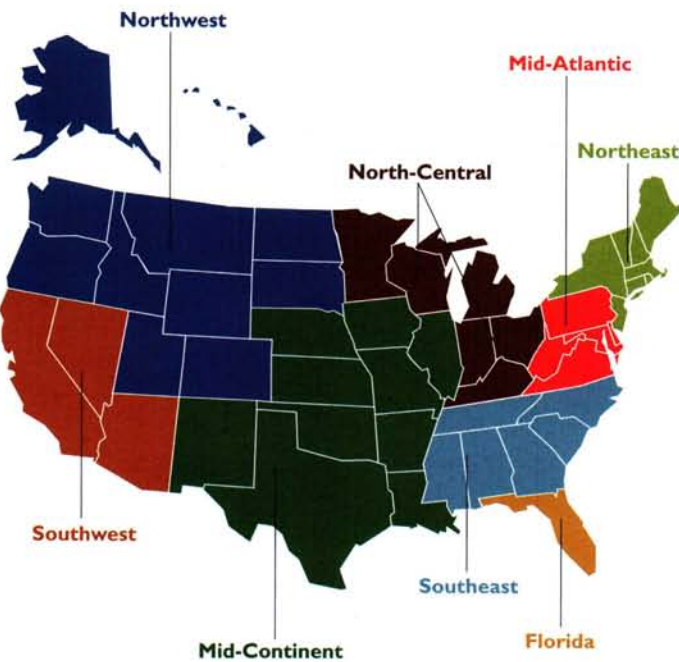 Northwest
Mid-Atlantic
Northeast
North-Central
Southwest
Southeast
Florida
Mid-Continent